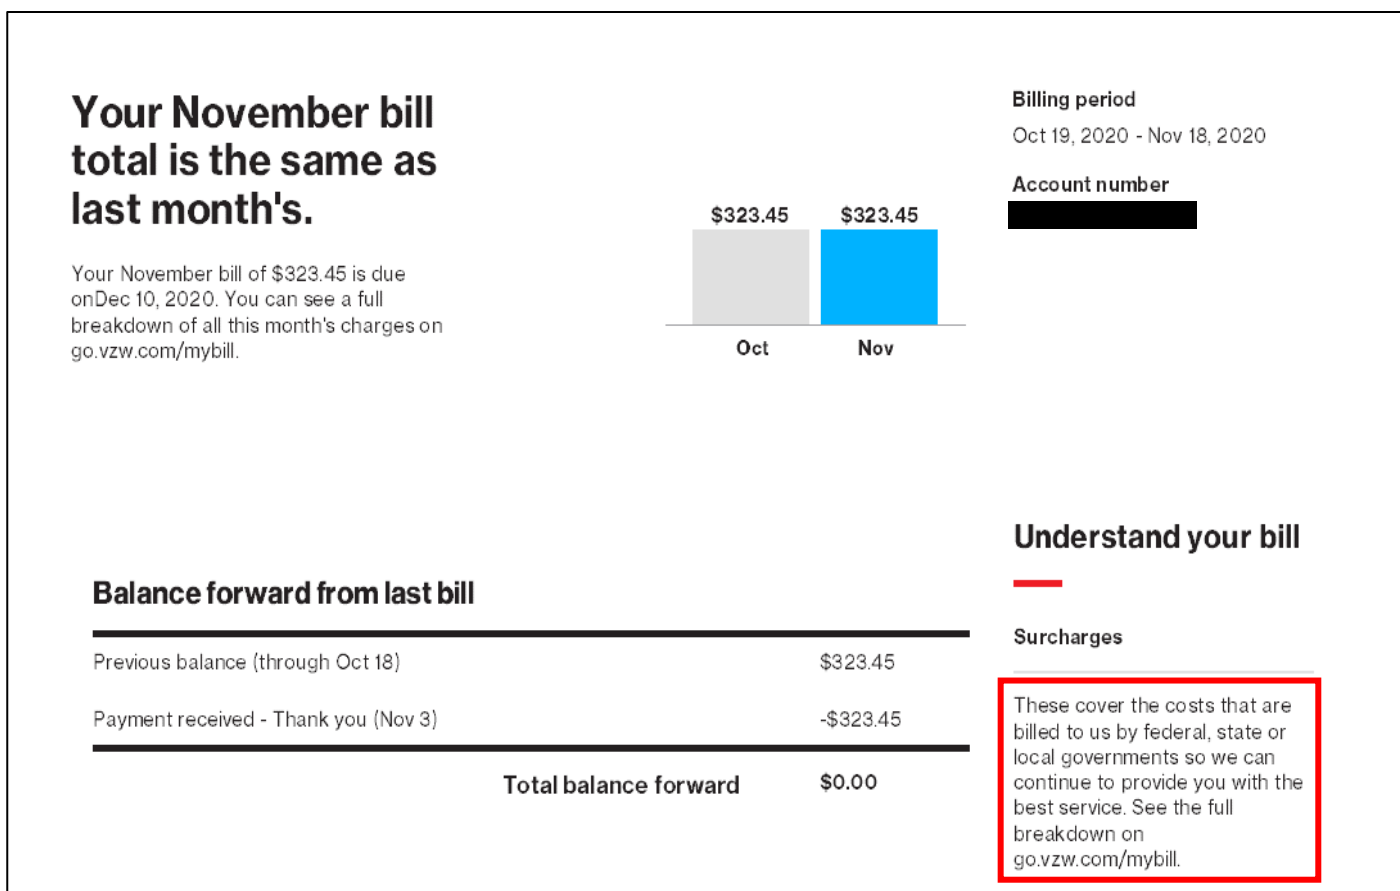 Your November bill
total is the same as
last month's.
Your November bill of $323.45 is due
onDec 10, 2020. You can see a full
breakdown of all this month's charges on
go.vzw.com/mybill.
$323.45 $323.45
Oct Nov
Billing period
Oct 19, 2020 - Nov 18, 2020
Account number
Balance forward from last bill
Previous balance (through Oct 18) $323.45
Payment received - Thank you (Nov 3) -$323.45
Total balance forward $0.00
Understand your bill
Surcharges
These cover the costs that are
billed to us by federal, state or
local governments so we can
continue to provide you with the
best service. See the full
breakdown on
go.vzw.com/mybill.